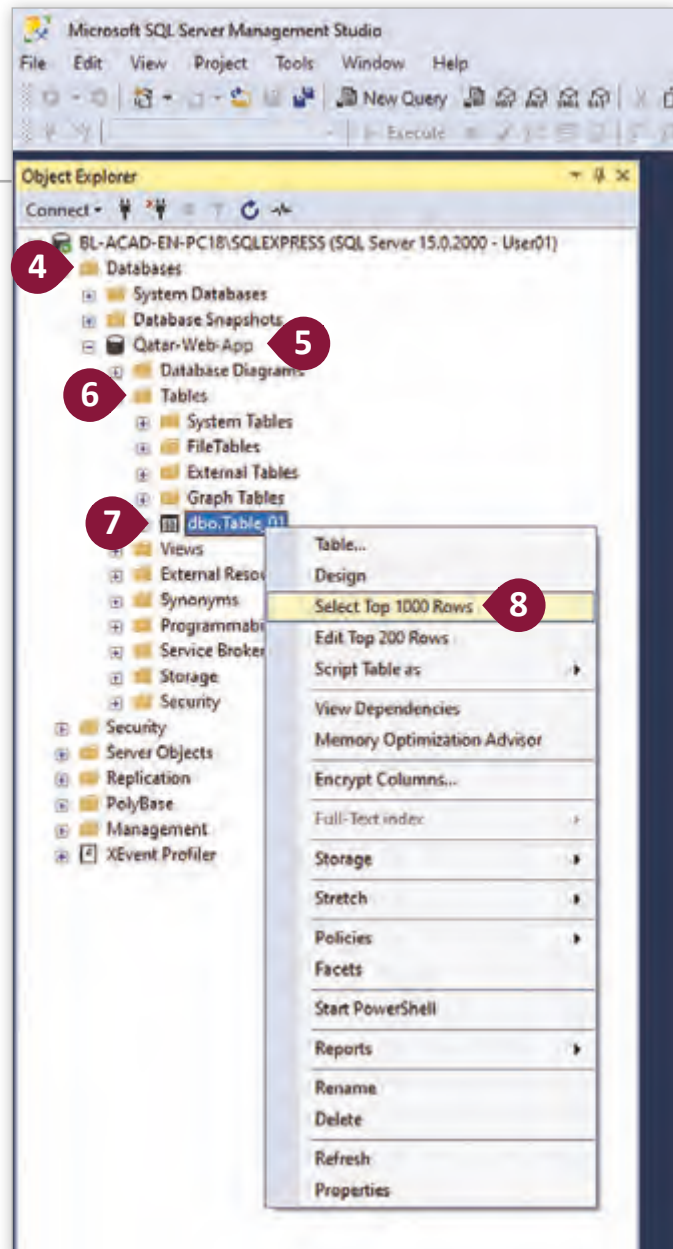 Microsoft SQL Server Management Studio
File Edit View Project Tools Window Help
New Query
Execute
Object Explorer
Connect
BL-ACAD-EN-PC18\SQLEXPRESS (SQL Server 15.0.2000 - User01)
4 Databases
System Databases
Database Snapshots
Qatar-Web-App 5
Database Diagrams
6 Tables
System Tables
FileTables
External Tables
Graph Tables
7 dbo.Table_01
Views
External Resou
Synonyms
Programmabi
Service Broker
Storage
Security
Security
Server Objects
Replication
PolyBase
Management
XEvent Profiler
Table...
Design
Select Top 1000 Rows 8
Edit Top 200 Rows
Script Table as
View Dependencies
Memory Optimization Advisor
Encrypt Columns...
Full-Text index
Storage
Stretch
Policies
Facets
Start PowerShell
Reports
Rename
Delete
Refresh
Properties